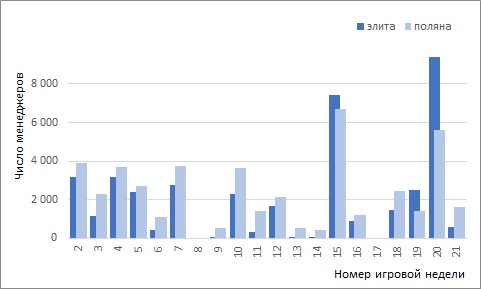 элита поляна
Число менеджеров
8 000
6 000
4 000
2 000
0
2 3 4 5 6 7 8 9 10 11 12 13 14 15 16 17 18 19 20 21
Номер игровой недели